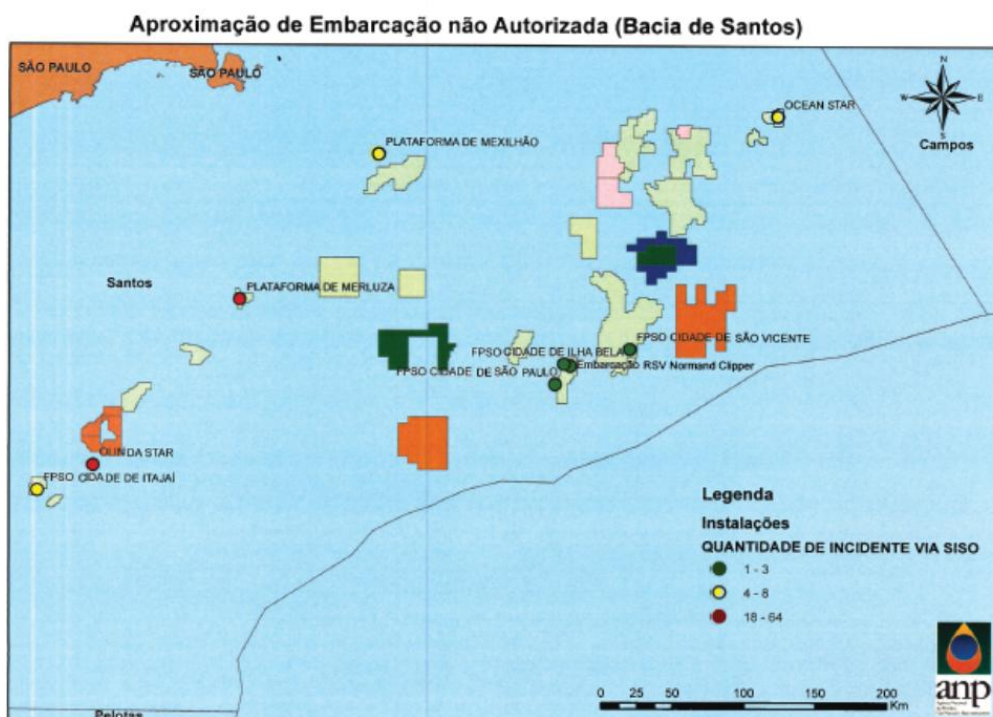 Aproximação de Embarcação não Autorizada (Bacia de Santos)
SÃO PAULO
SÃO PAULO
N
W
E
S
OCEAN STAR
Campos
PLATAFORMA DE MEXILHÃO
Santos
PLATAFORMA DE MERLUZA
FPSO CIDADE DE SÃO VICENTE
FPSO CIDADE DE ILHA BELA
Embarcação RSV Normand Clipper
FPSO CIDADE DE SÃO PAULO
OLINDA STAR
FPSO CIDADE DE ITAJAÍ
Legenda
Instalações
QUANTIDADE DE INCIDENTE VIA SISO
1 - 3
4 - 8
18 - 64
0 25 50 100 150 200
Km
anp
Pelotas